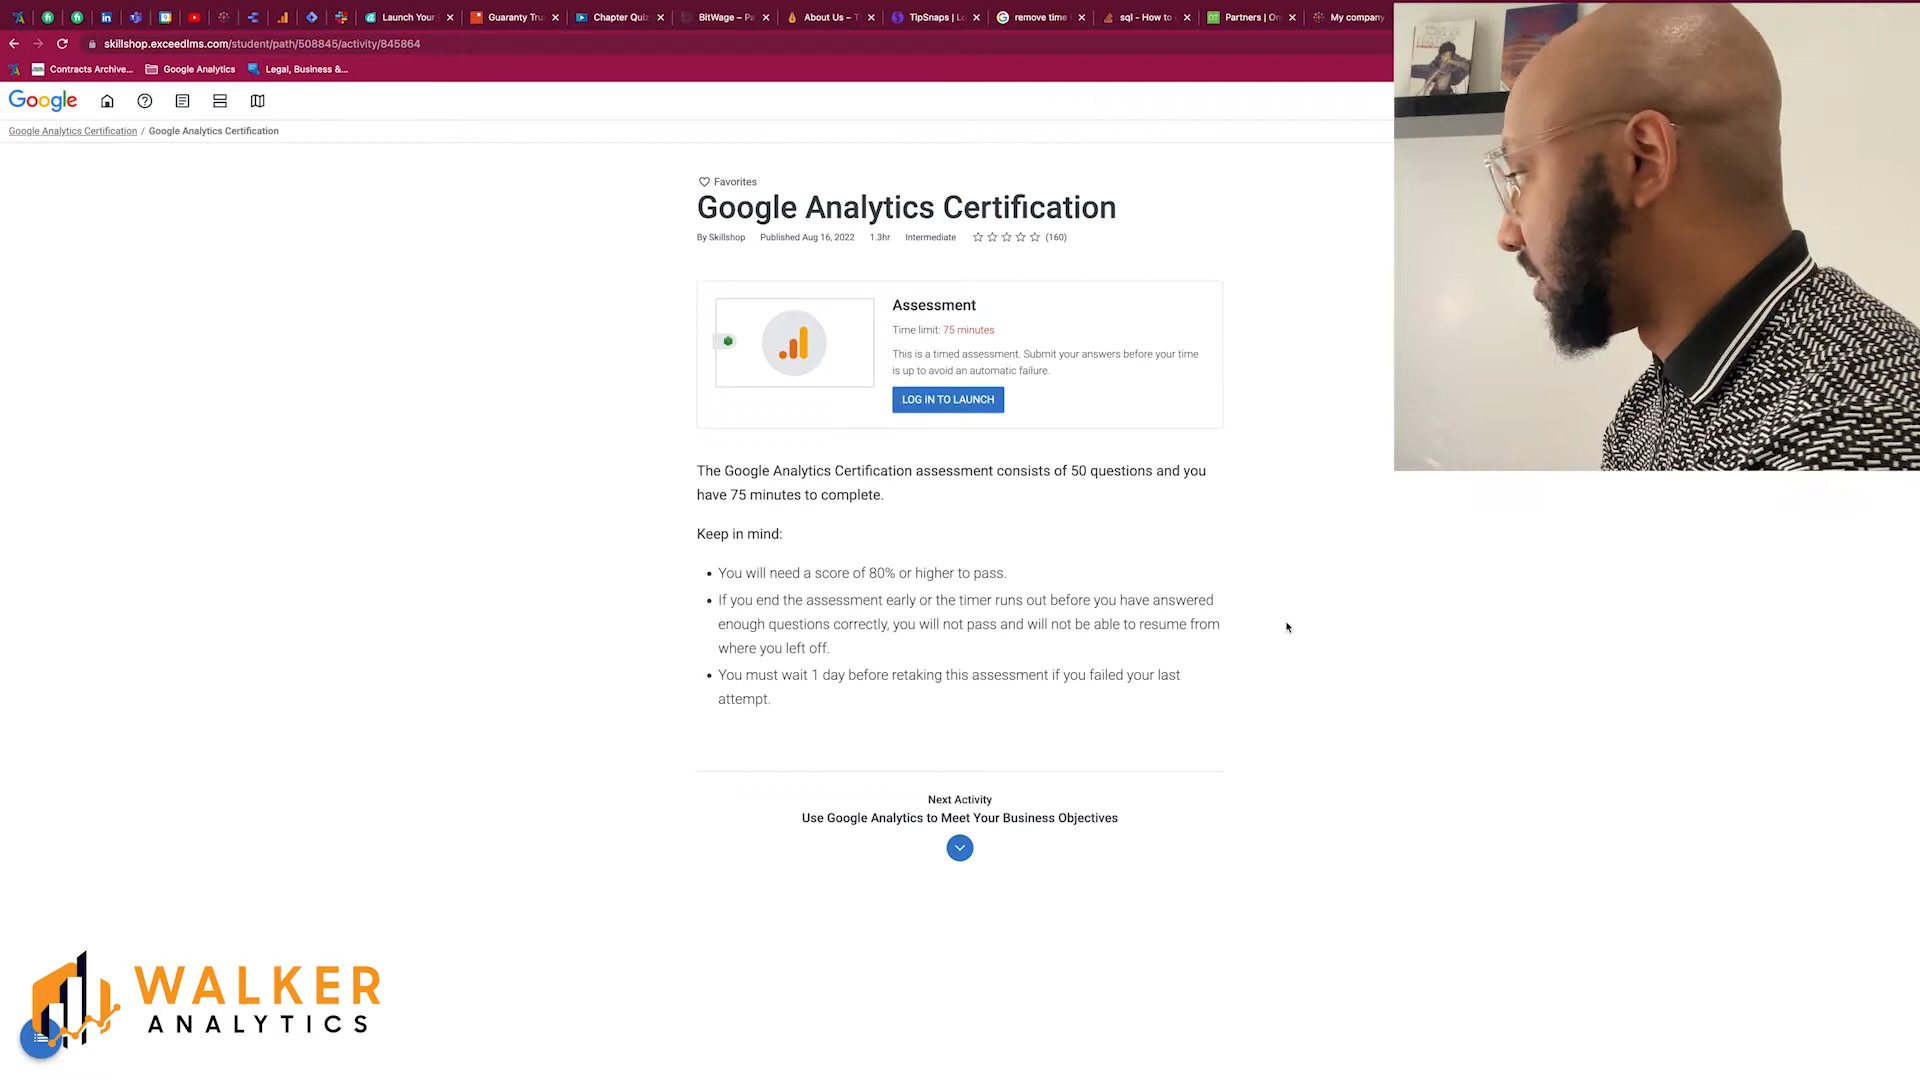 Launch Your
Guaranty Tru
Chapter Quiz
BitWage – Pa
About Us – T
TipSnaps | Lo
remove time
sql - How to
Partners | On
My company
skillshop.exceedlms.com/student/path/508845/activity/845864
Contracts Archive...
Google Analytics
Legal, Business &...
Google
Google Analytics Certification / Google Analytics Certification
Favorites
Google Analytics Certification
By Skillshop Published Aug 16, 2022 1.3hr Intermediate (160)
Assessment
Time limit: 75 minutes
This is a timed assessment. Submit your answers before your time
is up to avoid an automatic failure.
LOG IN TO LAUNCH
The Google Analytics Certification assessment consists of 50 questions and you
have 75 minutes to complete.
Keep in mind:
• You will need a score of 80% or higher to pass.
• If you end the assessment early or the timer runs out before you have answered
enough questions correctly, you will not pass and will not be able to resume from
where you left off.
• You must wait 1 day before retaking this assessment if you failed your last
attempt.
Next Activity
Use Google Analytics to Meet Your Business Objectives
WALKER
ANALYTICS